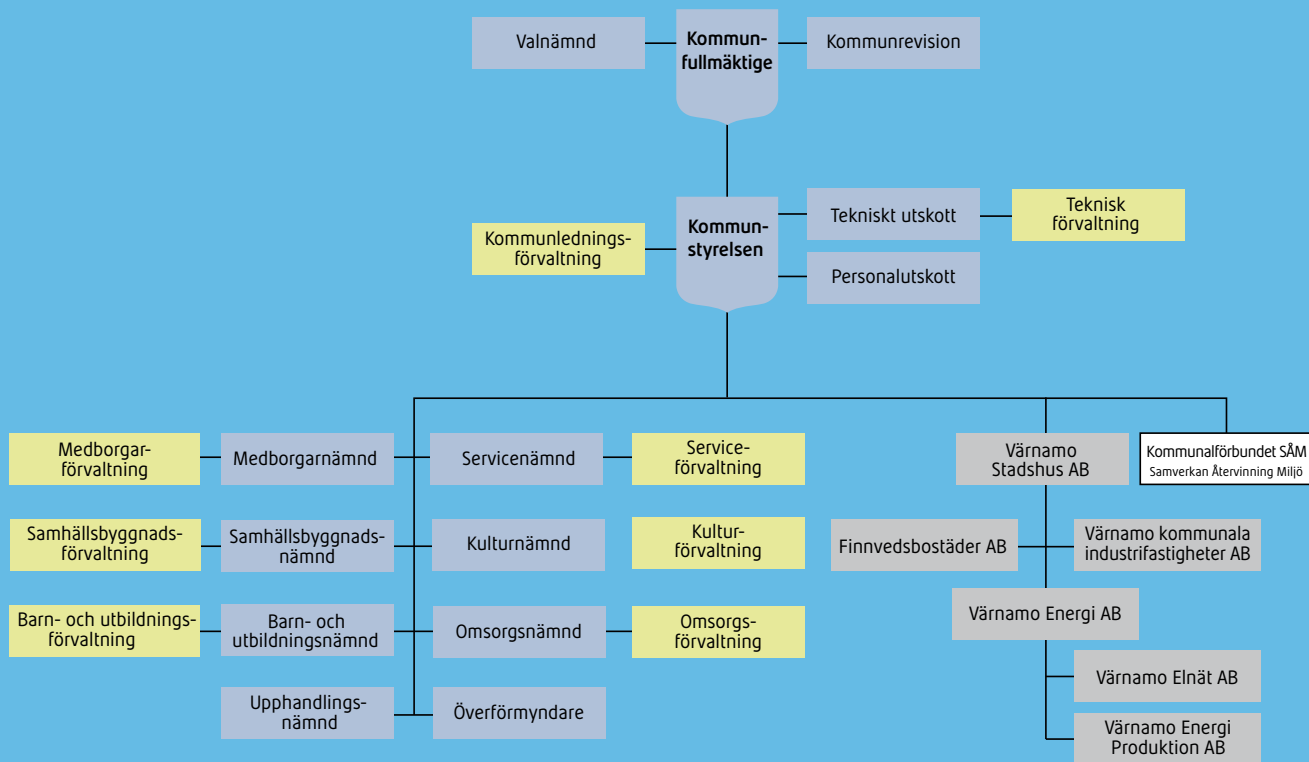 Valnämnd
Kommun-
fullmäktige
Kommunrevision
Kommunlednings-
förvaltning
Kommun-
styrelsen
Tekniskt utskott
Teknisk
förvaltning
Personalutskott
Medborgar-
förvaltning
Medborgarnämnd
Servicenämnd
Service-
förvaltning
Värnamo
Stadshus AB
Kommunalförbundet SÅM
Samverkan Återvinning Miljö
Samhällsbyggnads-
förvaltning
Samhällsbyggnads-
nämnd
Kulturnämnd
Kultur-
förvaltning
Finnvedsbostäder AB
Värnamo kommunala
industrifastigheter AB
Barn- och utbildnings-
förvaltning
Barn- och
utbildningsnämnd
Omsorgsnämnd
Omsorgs-
förvaltning
Värnamo Energi AB
Värnamo Elnät AB
Upphandlings-
nämnd
Överförmyndare
Värnamo Energi
Produktion AB